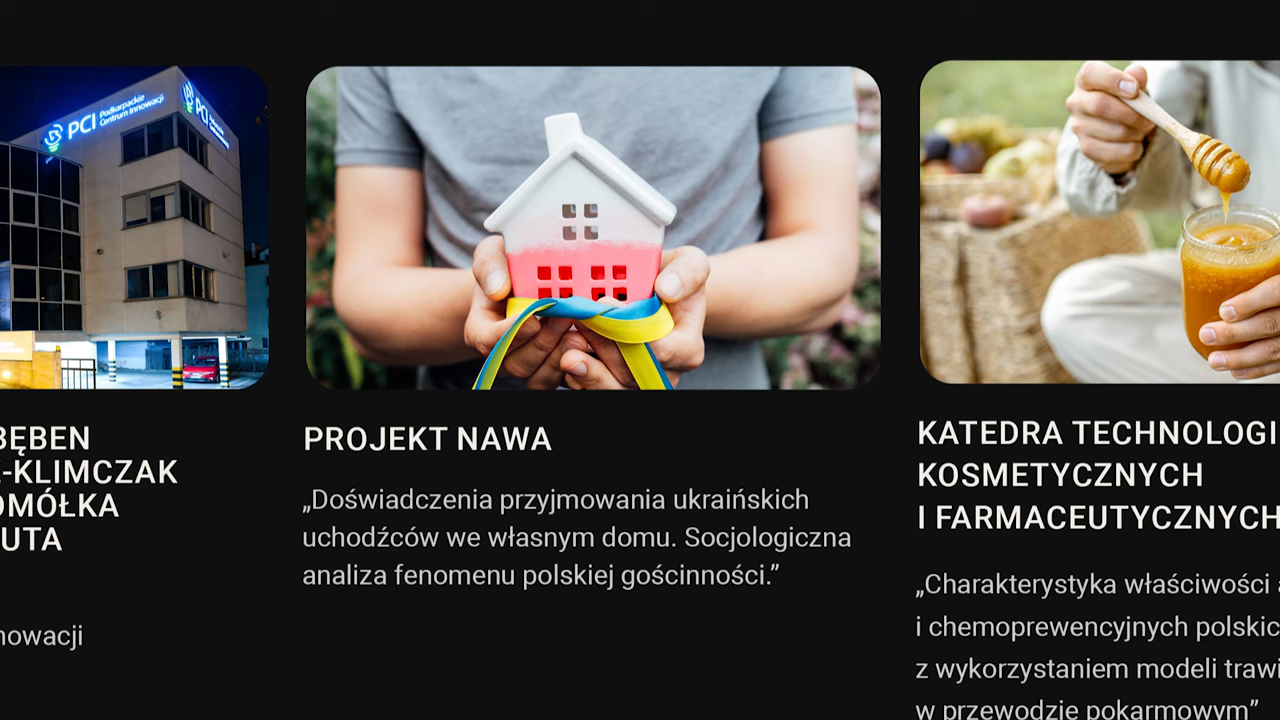 PCI Podkarpackie
Centrum Innowacji
PCI
BĘBEN
-KLIMCZAK
OMÓŁKA
UTA
nowacji
PROJEKT NAWA
„Doświadczenia przyjmowania ukraińskich
uchodźców we własnym domu. Socjologiczna
analiza fenomenu polskiej gościnności.”
KATEDRA TECHNOLOGI
KOSMETYCZNYCH
I FARMACEUTYCZNYCH
„Charakterystyka właściwości
i chemoprewencyjnych polskic
z wykorzystaniem modeli trawi
w przewodzie pokarmowym”